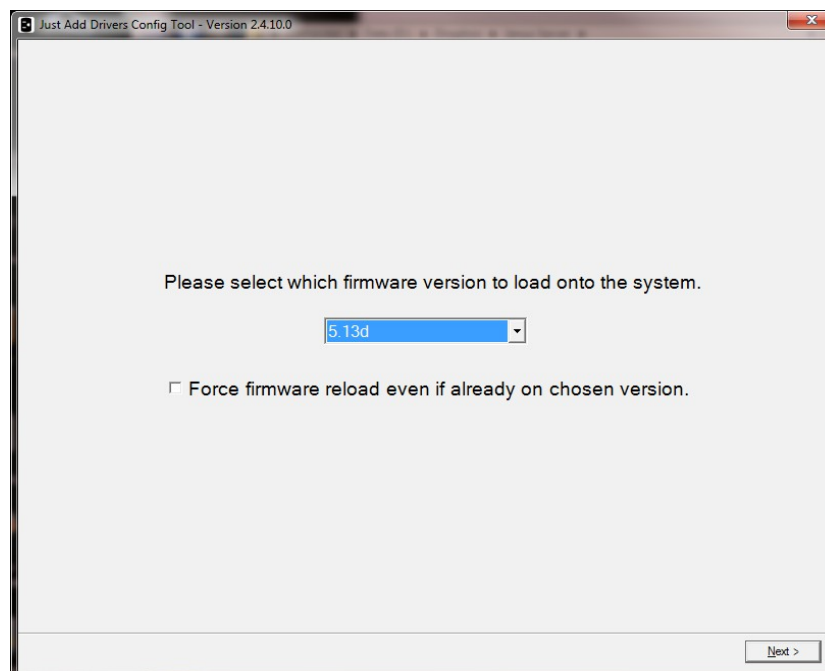 Just Add Drivers Config Tool - Version 2.4.10.0
Please select which firmware version to load onto the system.
5.13d
Force firmware reload even if already on chosen version.
Next >